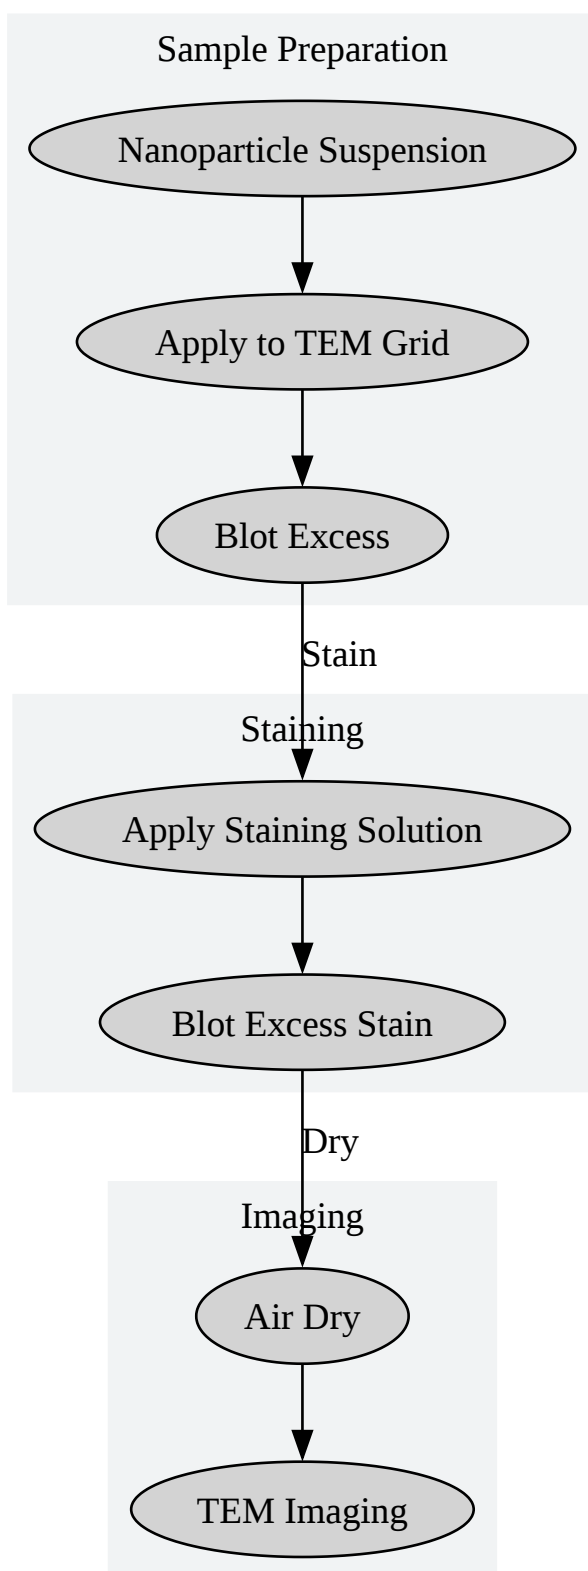 Sample Preparation
Nanoparticle Suspension
Apply to TEM Grid
Blot Excess
Stain
Staining
Apply Staining Solution
Blot Excess Stain
Dry
Imaging
Air Dry
TEM Imaging